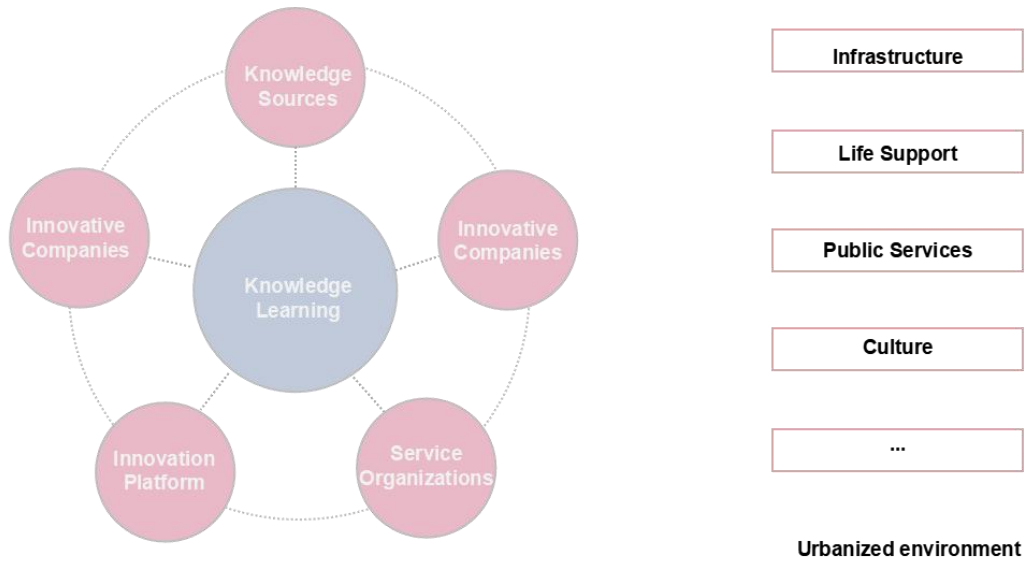 Knowledge
Sources
Innovative
Companies
Innovative
Companies
Knowledge
Learning
Innovation
Platform
Service
Organizations
Infrastructure
Life Support
Public Services
Culture
...
Urbanized environment